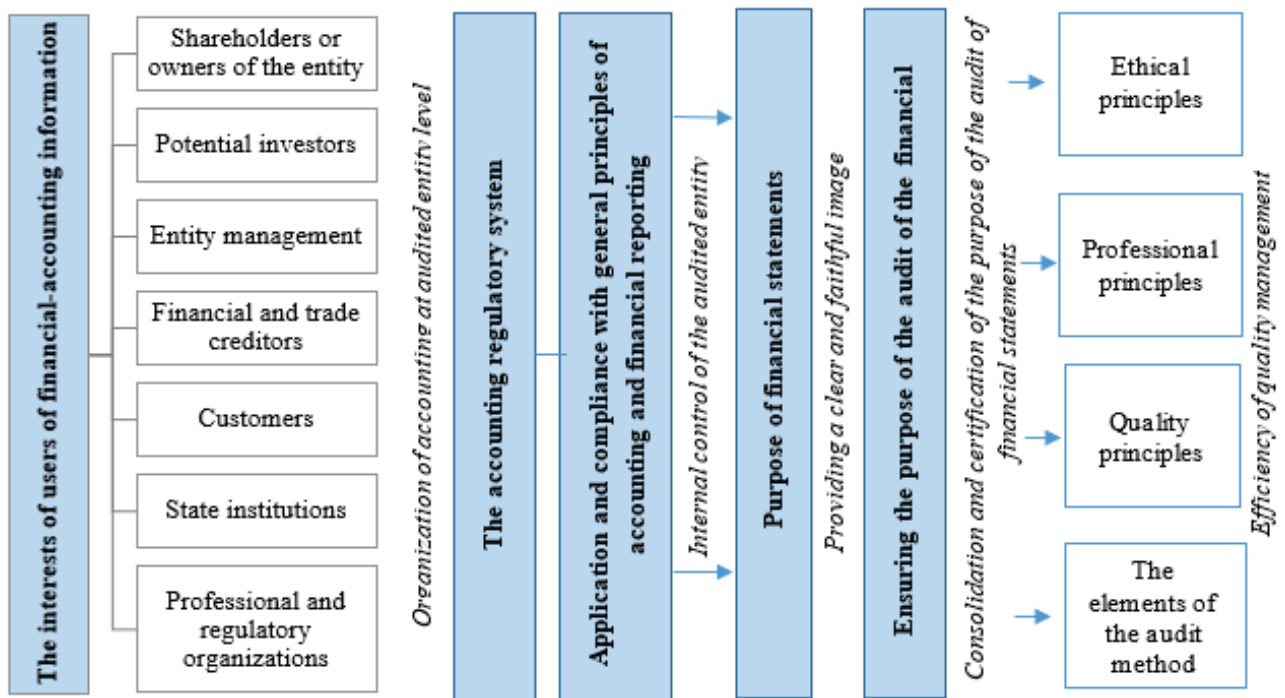 The interests of users of financial-accounting information
Shareholders or
owners of the entity
Potential investors
Entity management
Financial and trade
creditors
Customers
State institutions
Professional and
regulatory
organizations
Organization of accounting at audited entity level
The accounting regulatory system
Application and compliance with general principles of
accounting and financial reporting
Internal control of the audited entity
Purpose of financial statements
Providing a clear and faithful image
Ensuring the purpose of the audit of the financial
Consolidation and certification of the purpose of the audit of
financial statements
Ethical
principles
Professional
principles
Quality
principles
The
elements of
the audit
method
Efficiency of quality management